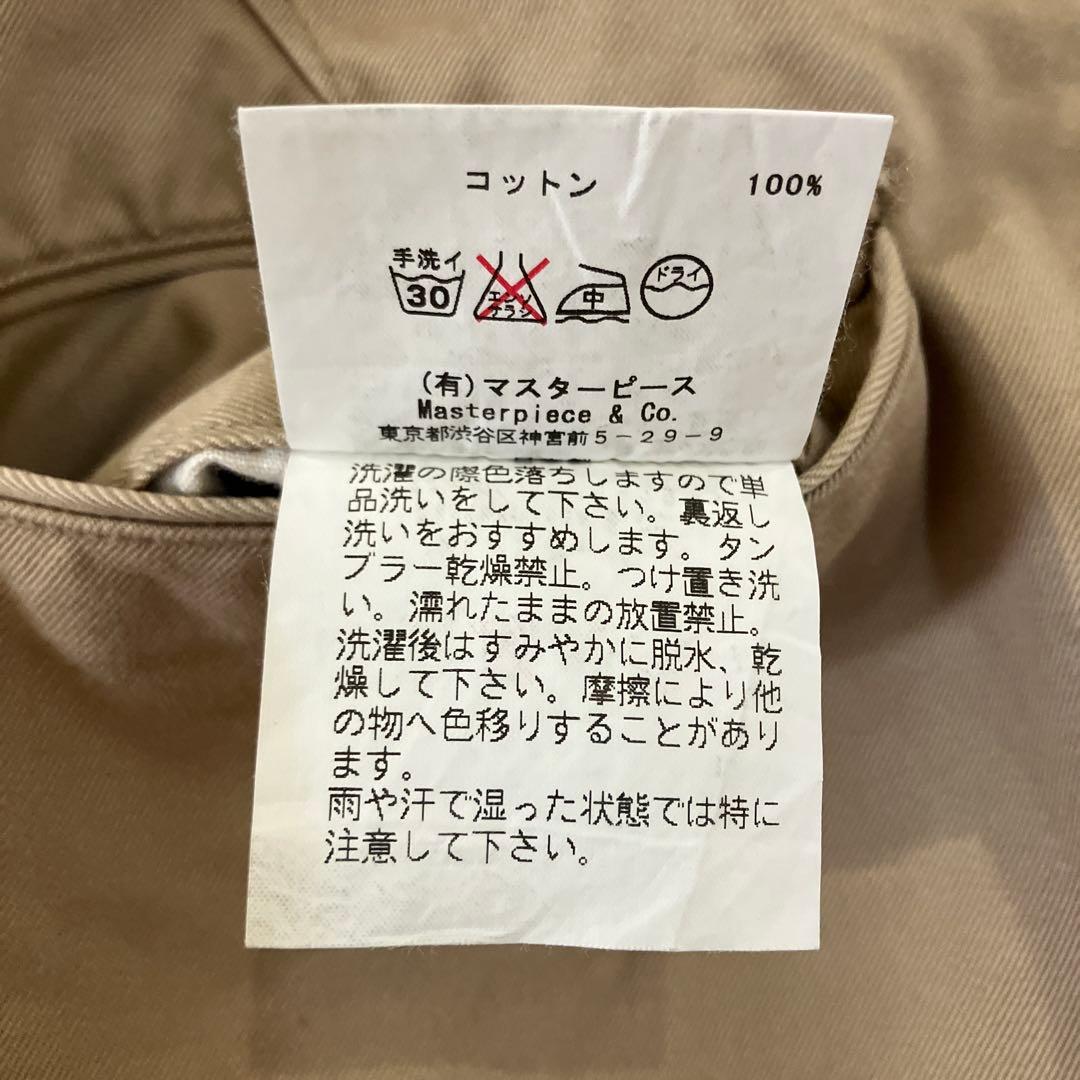 コットン 100%
手洗イ
30
エンソ
サラシ
中
ドライ
(有)マスターピース
Masterpiece & Co.
東京都渋谷区神宮前5-29-9
洗濯の際色落ちしますので単
品洗いをして下さい。裏返し
洗いをおすすめします。タン
ブラー乾燥禁止。つけ置き洗
い。濡れたままの放置禁止。
洗濯後はすみやかに脱水、乾
燥して下さい。摩擦により他
の物へ色移りすることがあり
ます。
雨や汗で湿った状態では特に
注意して下さい。